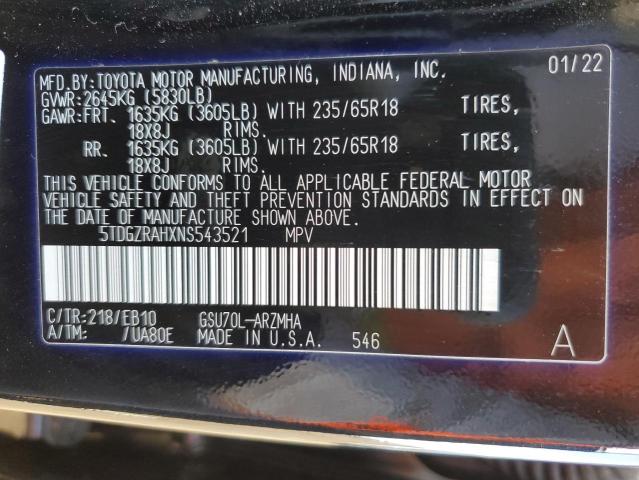 MFD.BY:TOYOTA MOTOR MANUFACTURING, INDIANA, INC. 01/22
GVWR:2645KG (5830LB)
GAWR:FRT. 1635KG (3605LB) WITH 235/65R18 TIRES,
18X8J RIMS.
RR. 1635KG (3605LB) WITH 235/65R18 TIRES,
18X8J RIMS.
THIS VEHICLE CONFORMS TO ALL APPLICABLE FEDERAL MOTOR
VEHICLE SAFETY AND THEFT PREVENTION STANDARDS IN EFFECT ON
THE DATE OF MANUFACTURE SHOWN ABOVE.
5TDGZRAHXNS543521 MPV
C/TR:218/EB10 GSU70L-ARZMHA
A/TM: /UA80E MADE IN U.S.A. 546 A